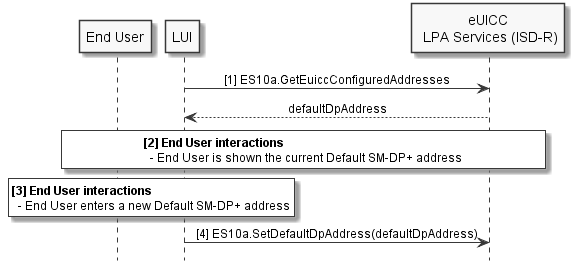 End User
LUI
eUICC
LPA Services (ISD-R)
[1] ES10a.GetEuiccConfiguredAddresses
defaultDpAddress
[2] End User interactions
- End User is shown the current Default SM-DP+ address
[3] End User interactions
- End User enters a new Default SM-DP+ address
[4] ES10a.SetDefaultDpAddress(defaultDpAddress)